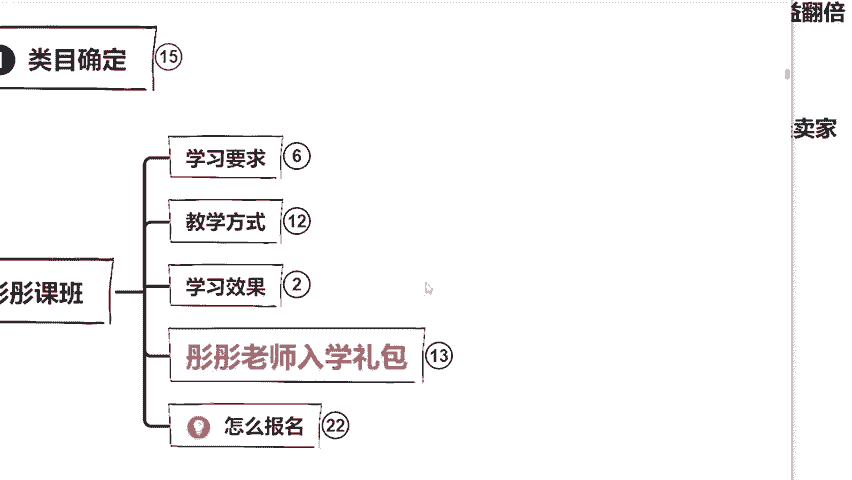 益翻倍
1 类目确定 15
卖家
学习要求 6
教学方式 12
彤彤课班
学习效果 2
彤彤老师入学礼包 13
怎么报名 22